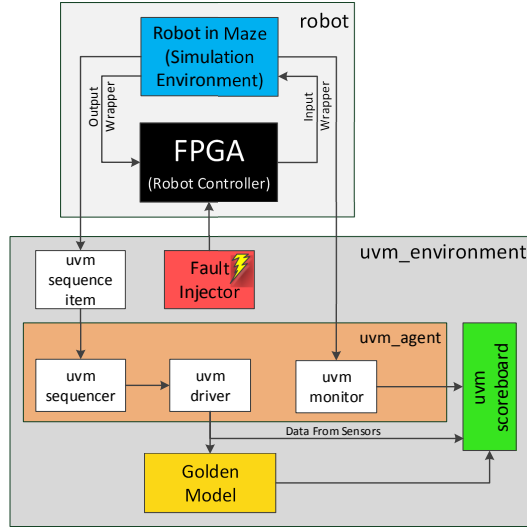 robot
Robot in Maze
(Simulation
Environment)
Output
Wrapper
Input
Wrapper
FPGA
(Robot Controller)
uvm_environment
uvm
sequence
item
Fault
Injector
uvm_agent
uvm
sequencer
uvm
driver
uvm
monitor
uvm
scoreboard
Data From Sensors
Golden
Model